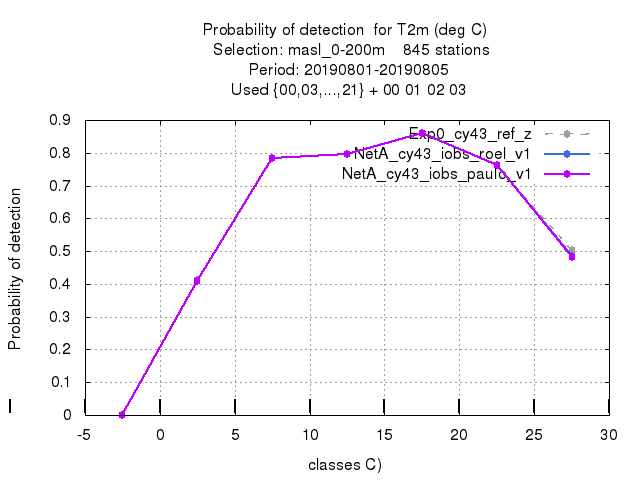 Probability of detection  for T2m (deg C)
Selection: masl_0-200m    845 stations
Period: 20190801-20190805
Used {00,03,...,21} + 00 01 02 03
Exp0_cy43_ref_z
NetA_cy43_iobs_roel_v1
NetA_cy43_iobs_paulo_v1
Probability of detection
0.9
0.8
0.7
0.6
0.5
0.4
0.3
0.2
0.1
0
-5 0 5 10 15 20 25 30
classes C)